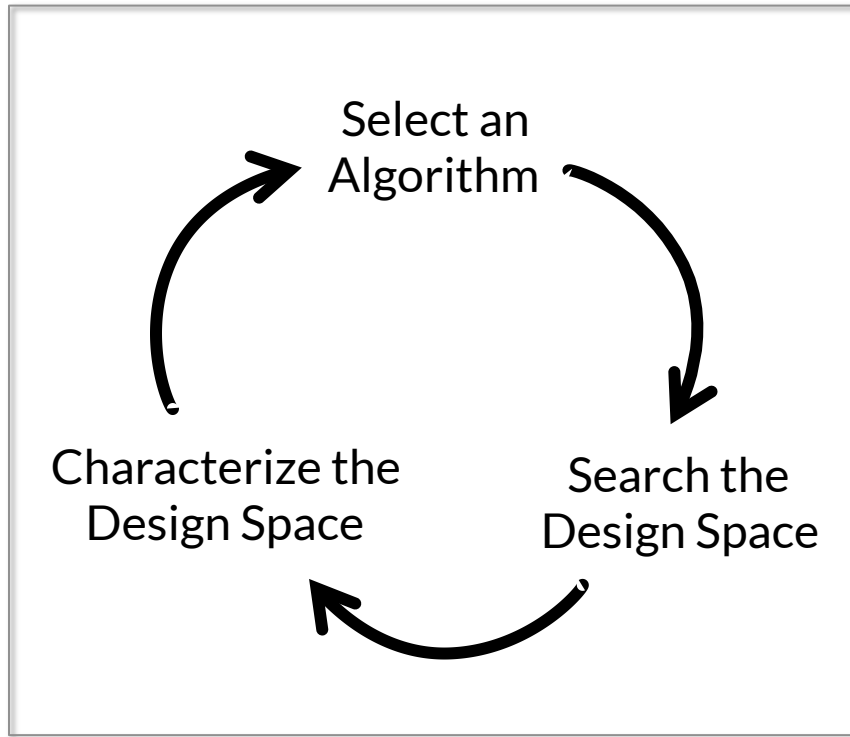 Select an
Algorithm
Characterize the
Design Space
Search the
Design Space